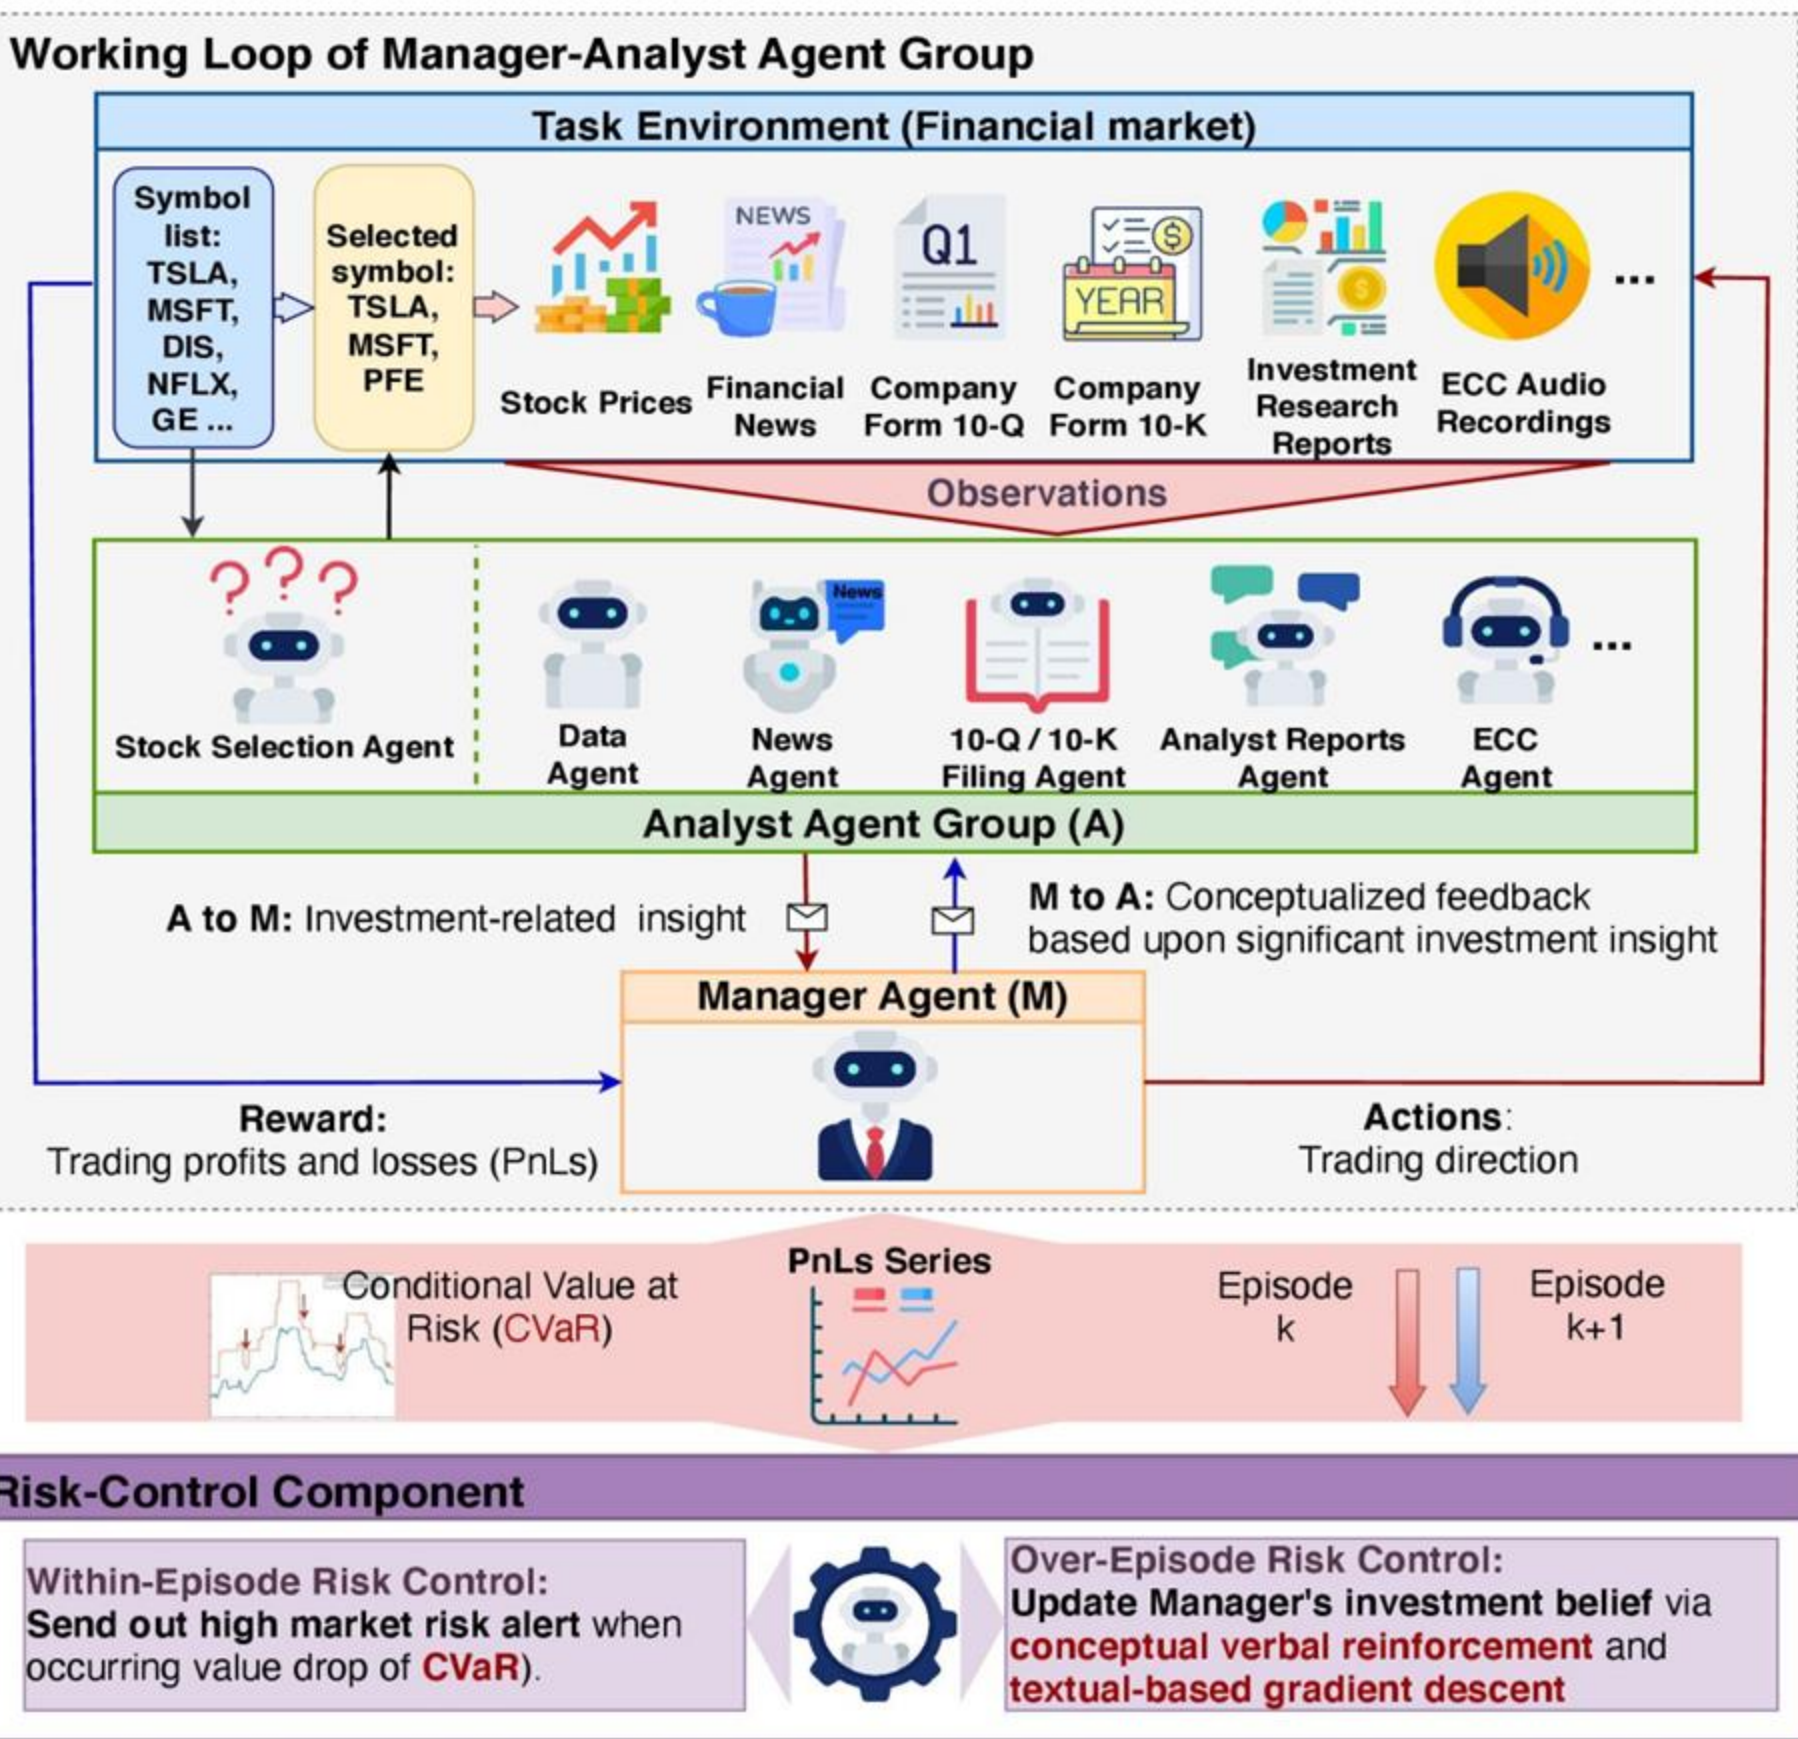 Working Loop of Manager-Analyst Agent Group
Task Environment (Financial market)
Symbol
list:
TSLA,
MSFT,
DIS,
NFLX,
GE ...
Selected
symbol:
TSLA,
MSFT,
PFE
Stock Prices
NEWS
Financial
News
Q1
Company
Form 10-Q
YEAR
Company
Form 10-K
Investment
Research
Reports
ECC Audio
Recordings
...
Observations
Stock Selection Agent
Data
Agent
News
News
Agent
10-Q / 10-K
Filing Agent
Analyst Reports
Agent
ECC
Agent
...
Analyst Agent Group (A)
A to M: Investment-related insight
M to A: Conceptualized feedback
based upon significant investment insight
Manager Agent (M)
Reward:
Trading profits and losses (PnLs)
Actions:
Trading direction
Conditional Value at
Risk (CVaR)
PnLs Series
Episode
k
Episode
k+1
Risk-Control Component
Within-Episode Risk Control:
Send out high market risk alert when
occurring value drop of CVaR).
Over-Episode Risk Control:
Update Manager's investment belief via
conceptual verbal reinforcement and
textual-based gradient descent